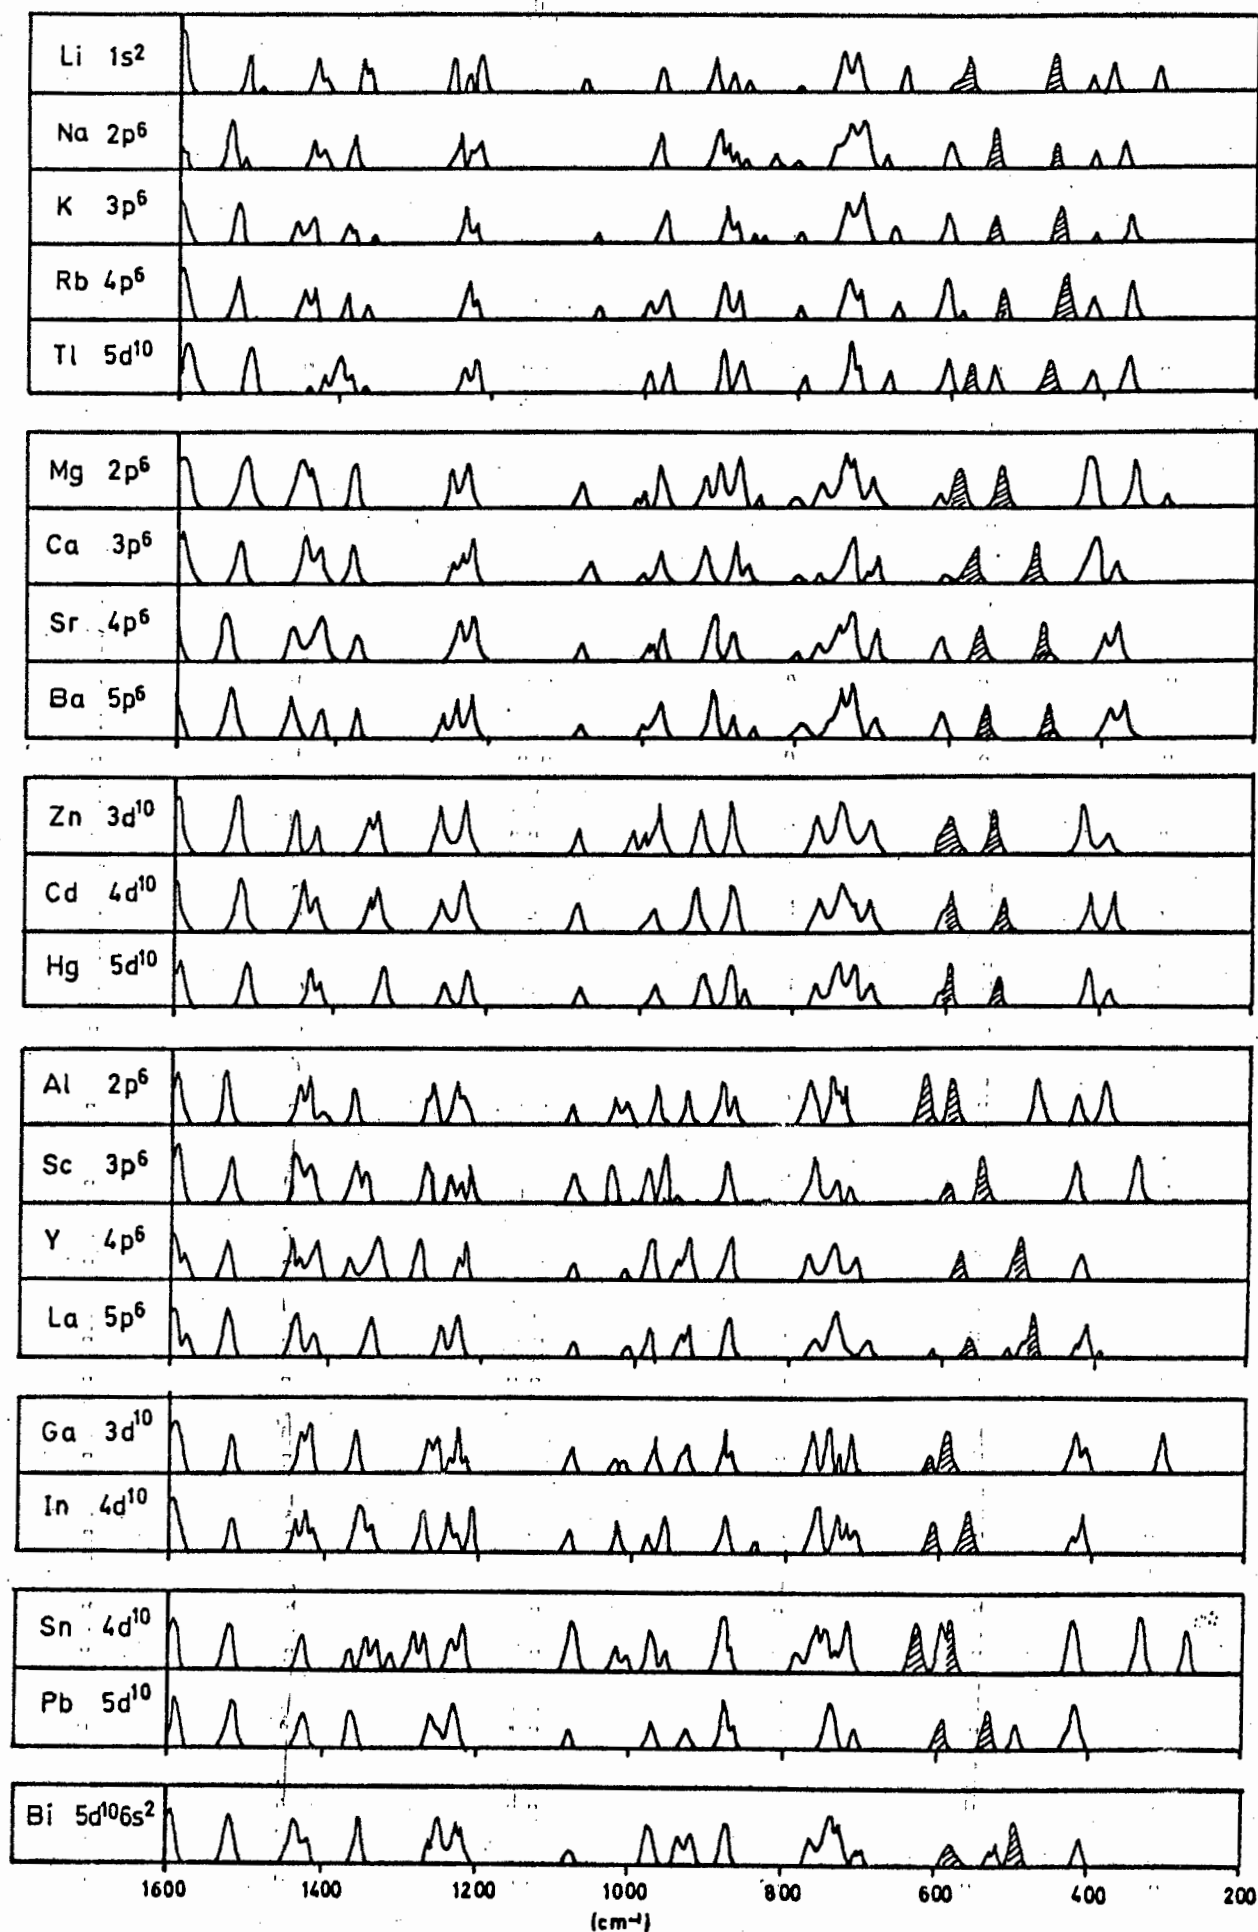 Li 1s²
Na 2p⁶
K 3p⁶
Rb 4p⁶
Tl 5d¹⁰
Mg 2p⁶
Ca 3p⁶
Sr 4p⁶
Ba 5p⁶
Zn 3d¹⁰
Cd 4d¹⁰
Hg 5d¹⁰
Al 2p⁶
Sc 3p⁶
Y 4p⁶
La 5p⁶
Ga 3d¹⁰
In 4d¹⁰
Sn 4d¹⁰
Pb 5d¹⁰
Bi 5d¹⁰6s²
1600 1400 1200 1000 800 600 400 200
(cm⁻¹)